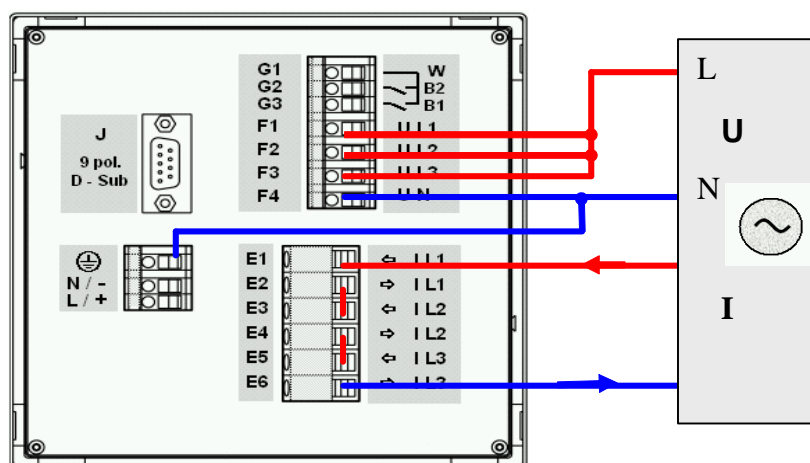 G1 W
G2 B2
G3 B1
F1 U L1
F2 U L2
F3 U L3
F4 U N
J
9 pol.
D - Sub
N / -
L / +
E1 ⇦ I L1
E2 ⇨ I L1
E3 ⇦ I L2
E4 ⇨ I L2
E5 ⇦ I L3
E6 ⇨ I L3
L
U
N
I